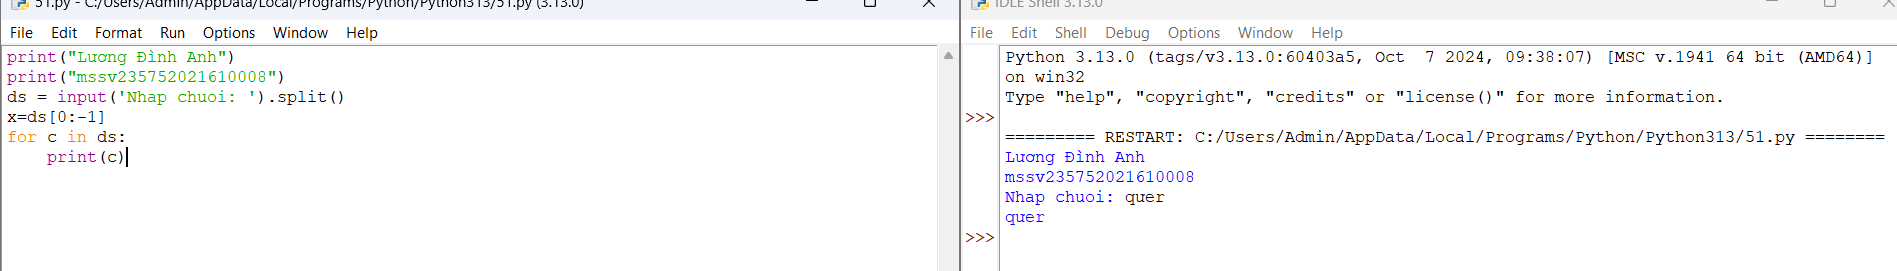 51.py - C:/Users/Admin/AppData/Local/Programs/Python/Python313/51.py (3.13.0)
File Edit Format Run Options Window Help
print("Lương Đình Anh")
print("mssv235752021610008")
ds = input('Nhap chuoi: ').split()
x=ds[0:-1]
for c in ds:
    print(c)
IDLE Shell 3.13.0
File Edit Shell Debug Options Window Help
Python 3.13.0 (tags/v3.13.0:60403a5, Oct  7 2024, 09:38:07) [MSC v.1941 64 bit (AMD64)]
on win32
Type "help", "copyright", "credits" or "license()" for more information.
>>>
========= RESTART: C:/Users/Admin/AppData/Local/Programs/Python/Python313/51.py ========
Lương Đình Anh
mssv235752021610008
Nhap chuoi: quer
quer
>>>